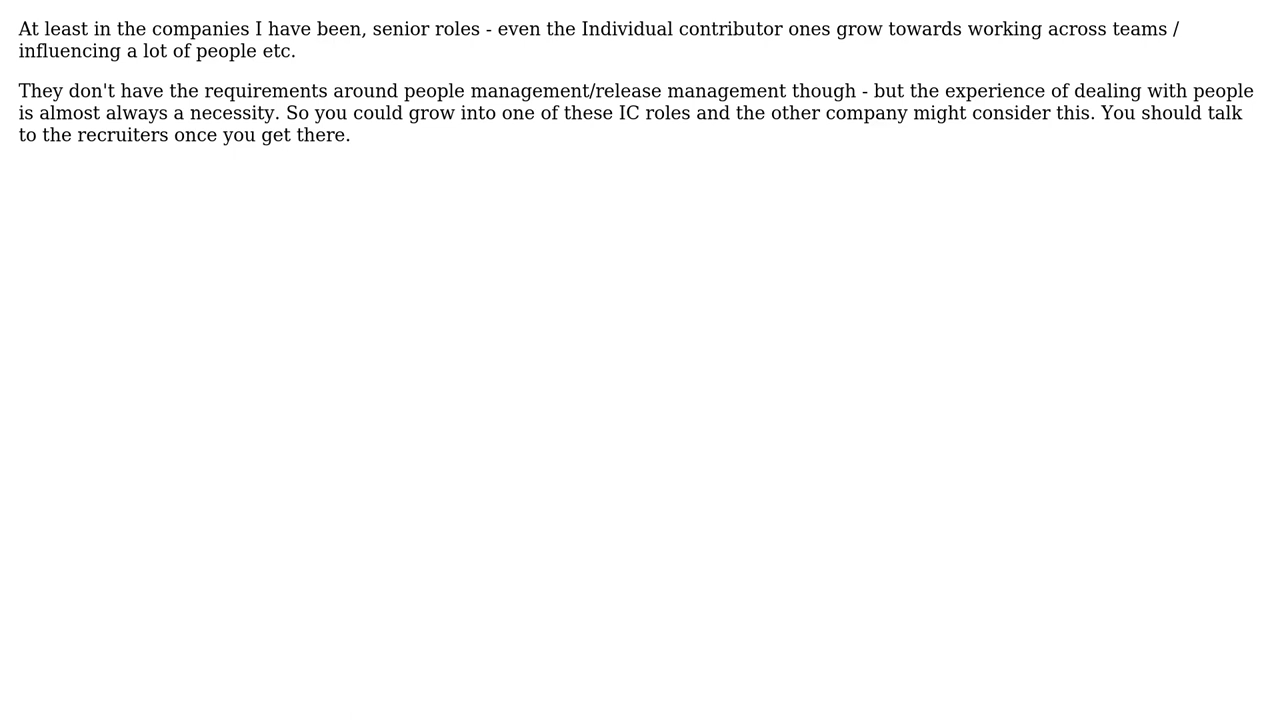 At least in the companies I have been, senior roles - even the Individual contributor ones grow towards working across teams /
influencing a lot of people etc.
They don't have the requirements around people management/release management though - but the experience of dealing with people
is almost always a necessity. So you could grow into one of these IC roles and the other company might consider this. You should talk
to the recruiters once you get there.